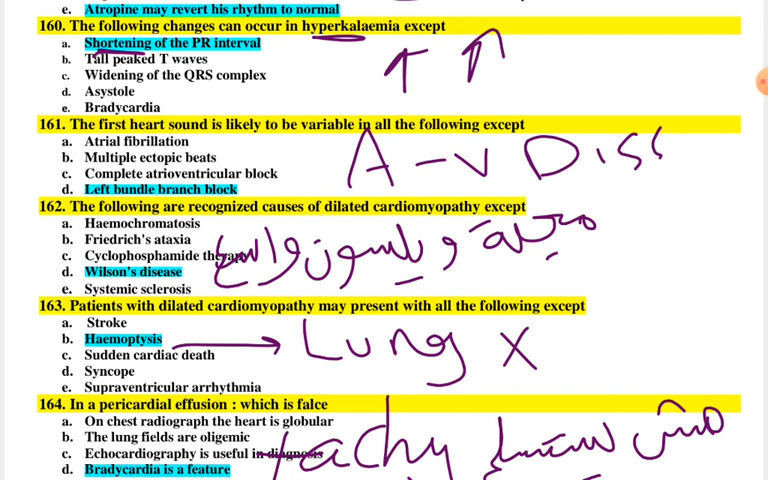 e. Atropine may revert his rhythm to normal
160. The following changes can occur in hyperkalaemia except
a. Shortening of the PR interval
b. Tall peaked T waves
c. Widening of the QRS complex
d. Asystole
e. Bradycardia
161. The first heart sound is likely to be variable in all the following except
a. Atrial fibrillation
b. Multiple ectopic beats
c. Complete atrioventricular block
d. Left bundle branch block
A-V Diss
162. The following are recognized causes of dilated cardiomyopathy except
a. Haemochromatosis
b. Friedrich's ataxia
c. Cyclophosphamide therapy
d. Wilson's disease
e. Systemic sclerosis
163. Patients with dilated cardiomyopathy may present with all the following except
a. Stroke
b. Haemoptysis
Lung X
c. Sudden cardiac death
d. Syncope
e. Supraventricular arrhythmia
164. In a pericardial effusion : which is falce
a. On chest radiograph the heart is globular
b. The lung fields are oligemic
c. Echocardiography is useful in diagnosis
d. Bradycardia is a feature
tachy
مش